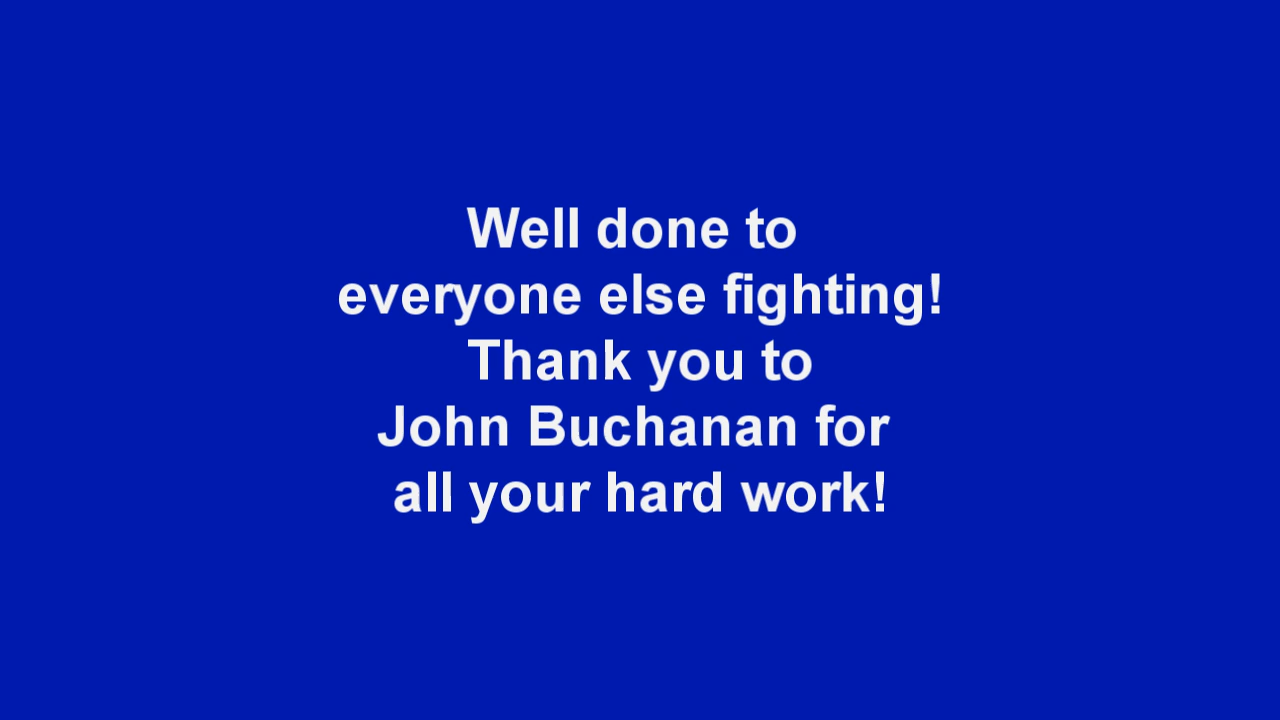 Well done to
everyone else fighting!
Thank you to
John Buchanan for
all your hard work!